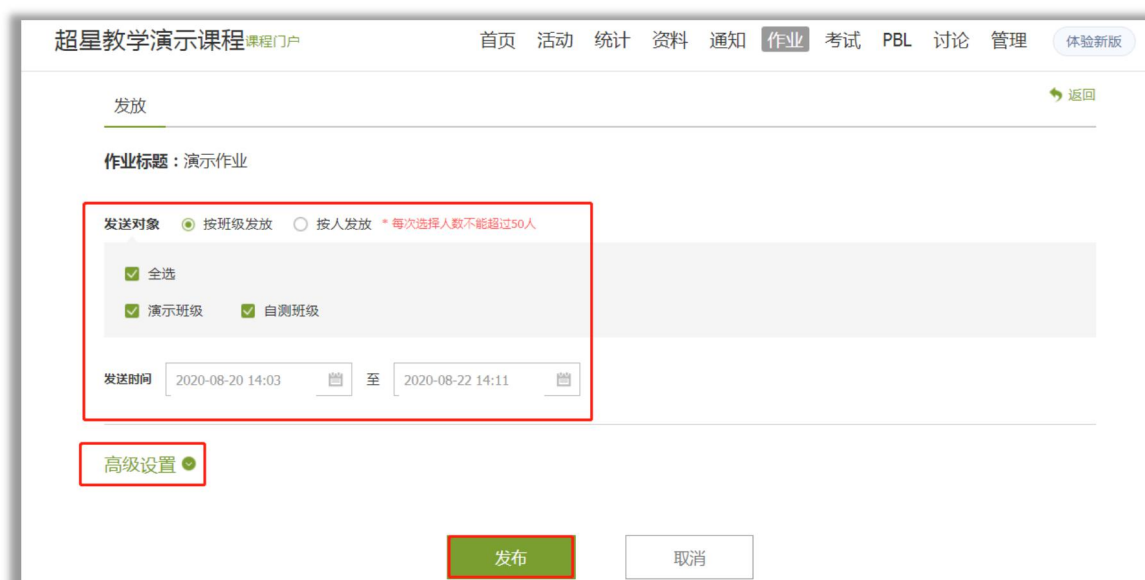 超星教学演示课程课程门户 首页 活动 统计 资料 通知 作业 考试 PBL 讨论 管理 体验新版
发放 返回
作业标题：演示作业
发送对象 按班级发放 按人发放 * 每次选择人数不能超过50人
全选
演示班级 自测班级
发送时间 2020-08-20 14:03 至 2020-08-22 14:11
高级设置
发布 取消